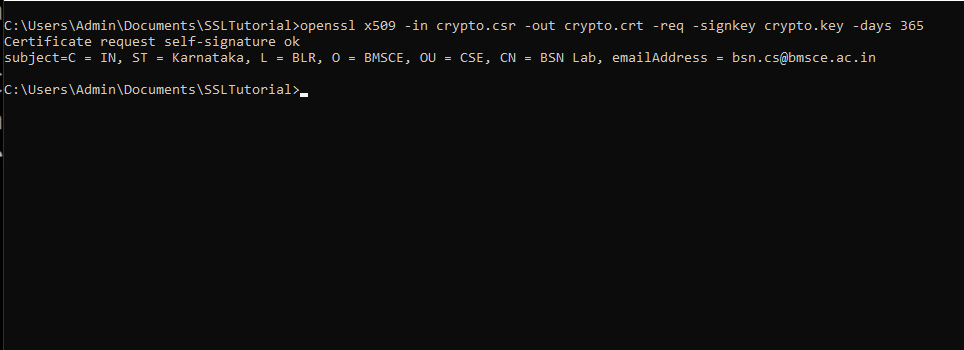 C:\Users\Admin\Documents\SSLTutorial>openssl x509 -in crypto.csr -out crypto.crt -req -signkey crypto.key -days 365
Certificate request self-signature ok
subject=C = IN, ST = Karnataka, L = BLR, O = BMSCE, OU = CSE, CN = BSN Lab, emailAddress = bsn.cs@bmsce.ac.in
C:\Users\Admin\Documents\SSLTutorial>